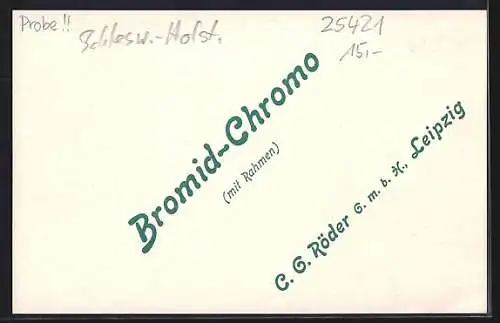 Probe!!
Schlesw.-Holst.
25421
15,-
Bromid-Chromo
(mit Rahmen)
C. G. Röder G. m. b. H., Leipzig